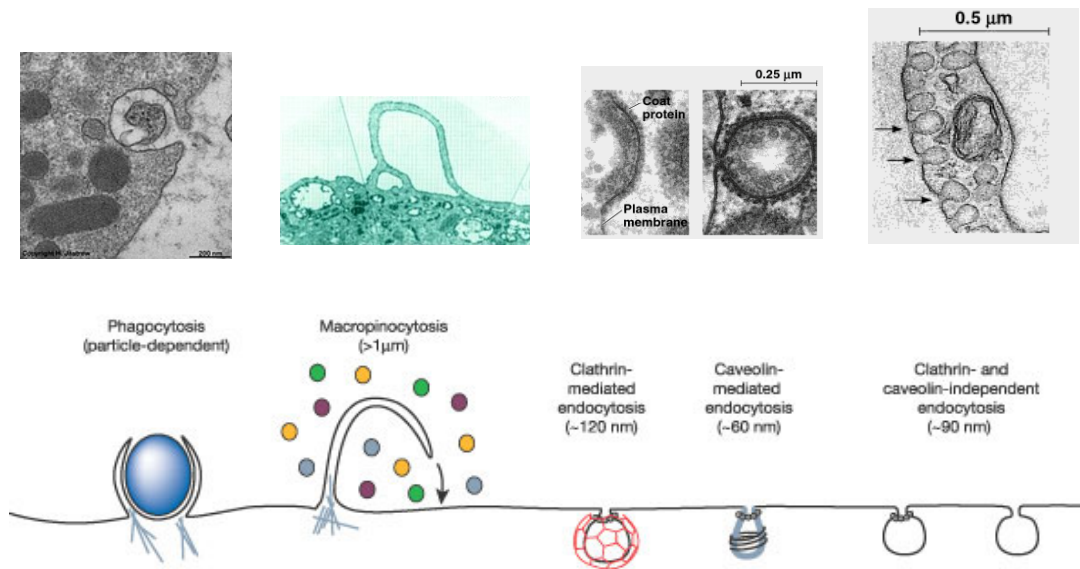 0.5 µm
0.25 µm
Coat
protein
Plasma
membrane
200 nm
Phagocytosis
(particle-dependent)
Macropinocytosis
(>1µm)
Clathrin-
mediated
endocytosis
(~120 nm)
Caveolin-
mediated
endocytosis
(~60 nm)
Clathrin- and
caveolin-independent
endocytosis
(~90 nm)